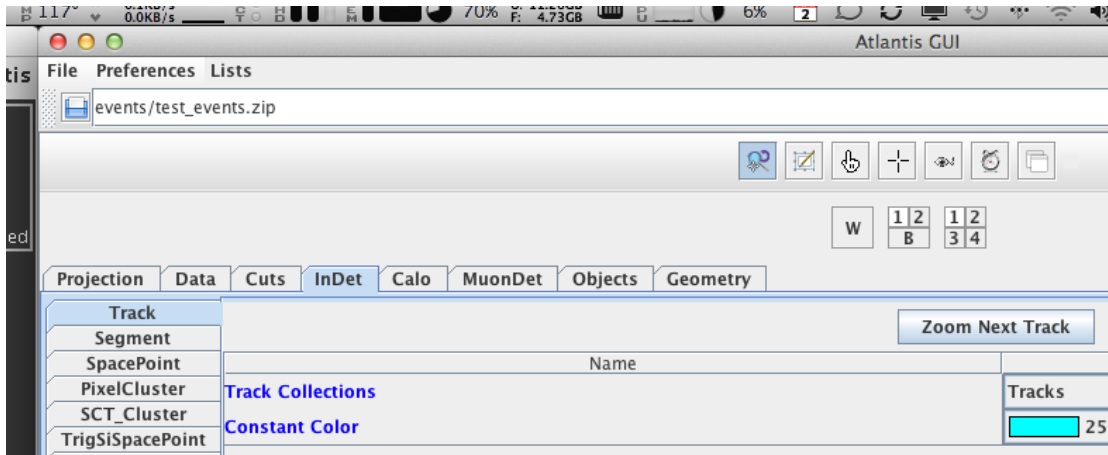 117° 0.0KB/s 70% F: 4.73GB 6% 2
Atlantis GUI
tis File Preferences Lists
events/test_events.zip
W 1 2 B 1 2 3 4
ed
Projection Data Cuts InDet Calo MuonDet Objects Geometry
Track
Zoom Next Track
Segment
SpacePoint
Name
PixelCluster
Track Collections
Tracks
SCT_Cluster
Constant Color
25
TrigSiSpacePoint